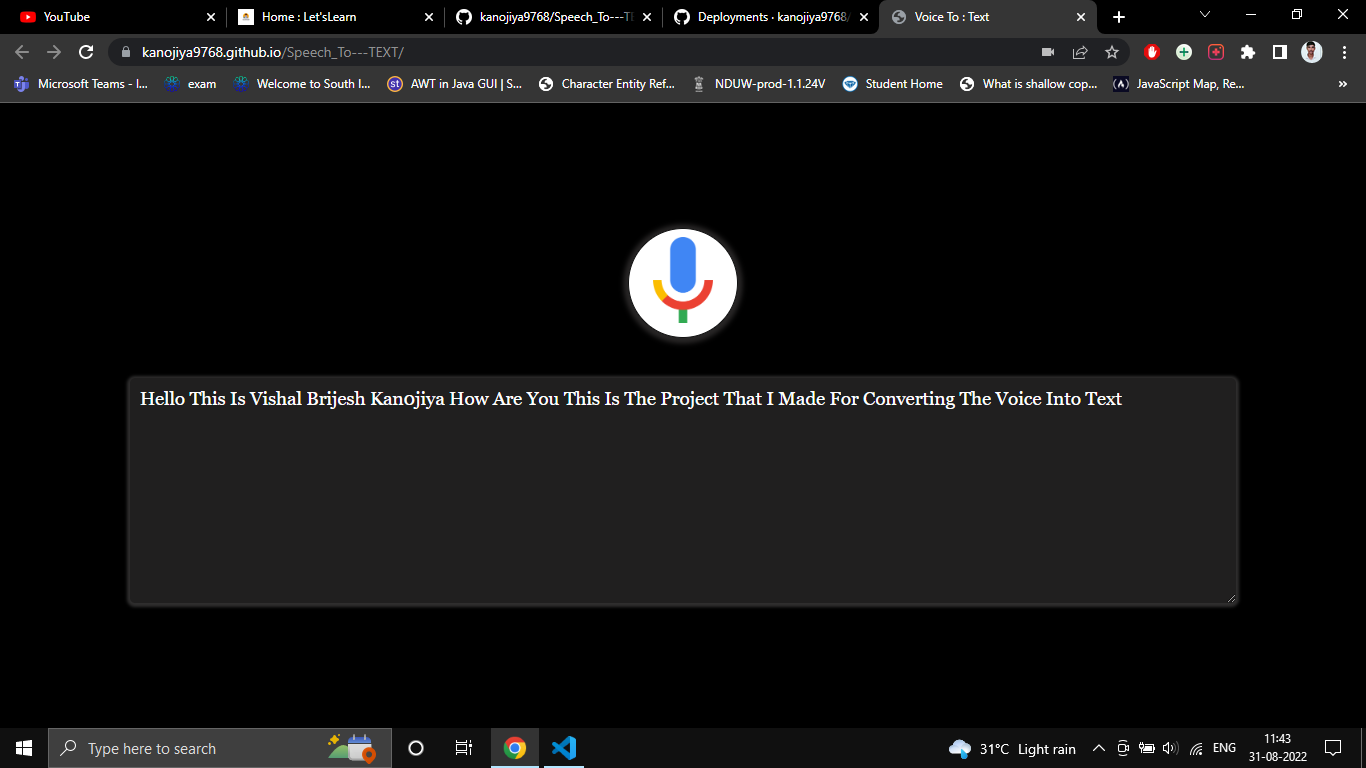 YouTube
Home : Let'sLearn
kanojiya9768/Speech_To---TE
Deployments · kanojiya9768/
Voice To : Text
kanojiya9768.github.io/Speech_To---TEXT/
Microsoft Teams - I...
exam
Welcome to South I...
st
AWT in Java GUI | S...
Character Entity Ref...
NDUW-prod-1.1.24V
Student Home
What is shallow cop...
JavaScript Map, Re...
»
Hello This Is Vishal Brijesh Kan0jiya How Are You This Is The Project That I Made For Converting The Voice Into Text
Type here to search
31°C Light rain
ENG
11:43
31-08-2022